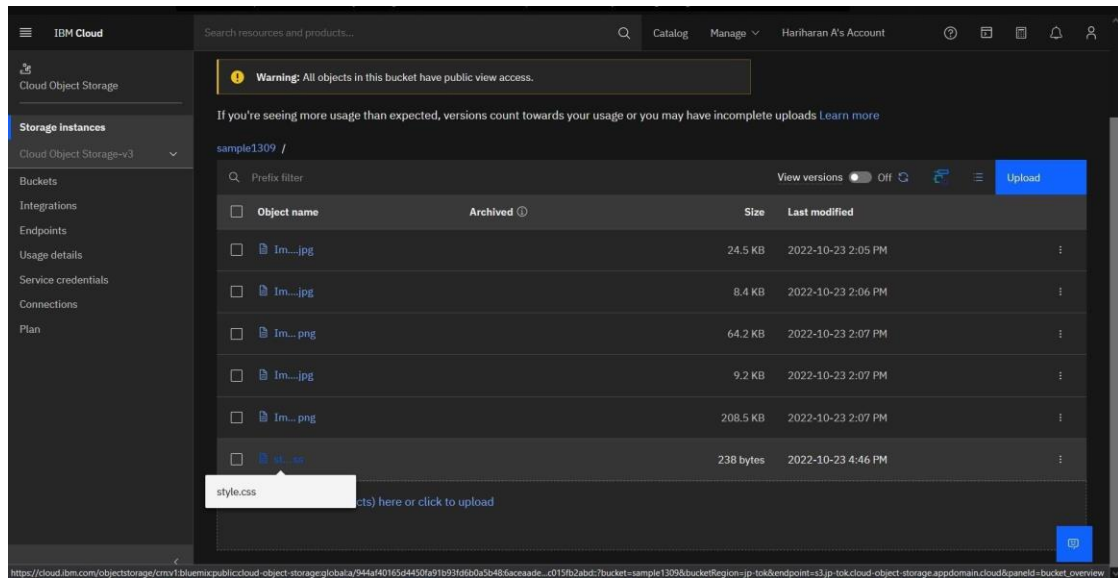 IBM Cloud
Search resources and products...
Catalog
Manage
Hariharan A's Account
Cloud Object Storage
Storage instances
Cloud Object Storage-v3
Buckets
Integrations
Endpoints
Usage details
Service credentials
Connections
Plan
Warning: All objects in this bucket have public view access.
If you're seeing more usage than expected, versions count towards your usage or you may have incomplete uploads Learn more
sample1309 /
Prefix filter
View versions Off
Upload
Object name Archived Size Last modified
Im....jpg 24.5 KB 2022-10-23 2:05 PM
Im....jpg 8.4 KB 2022-10-23 2:06 PM
Im... png 64.2 KB 2022-10-23 2:07 PM
Im....jpg 9.2 KB 2022-10-23 2:07 PM
Im... png 208.5 KB 2022-10-23 2:07 PM
st....ss 238 bytes 2022-10-23 4:46 PM
style.css
cts) here or click to upload